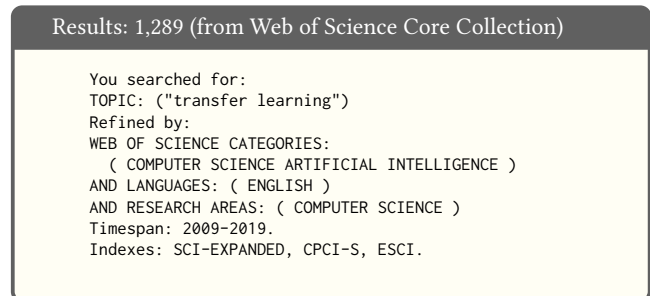 Results: 1,289 (from Web of Science Core Collection)
You searched for:
TOPIC: ("transfer learning")
Refined by:
WEB OF SCIENCE CATEGORIES:
( COMPUTER SCIENCE ARTIFICIAL INTELLIGENCE )
AND LANGUAGES: ( ENGLISH )
AND RESEARCH AREAS: ( COMPUTER SCIENCE )
Timespan: 2009-2019.
Indexes: SCI-EXPANDED, CPCI-S, ESCI.